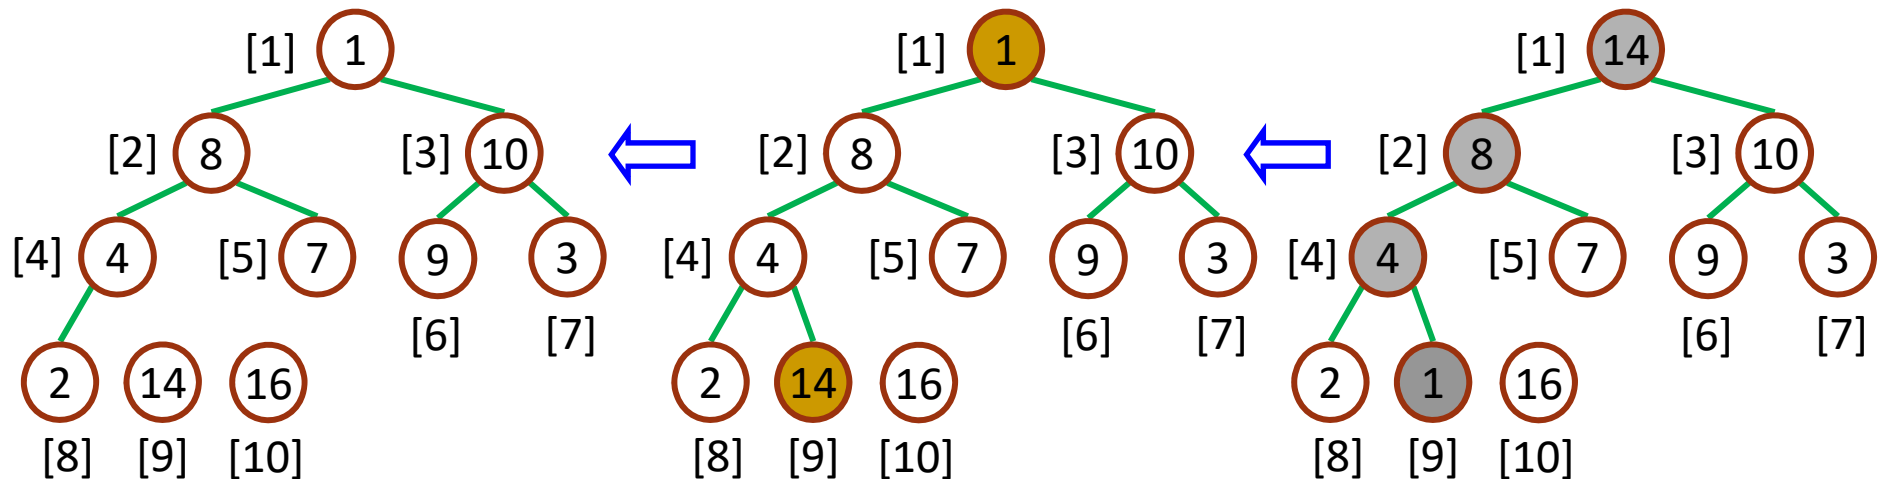 [1] 1 [1] 1 [1] 14
[2] 8 [3] 10 [2] 8 [3] 10 [2] 8 [3] 10
[4] 4 [5] 7 9 3 [4] 4 [5] 7 9 3 [4] 4 [5] 7 9 3
[6] [7] [6] [7] [6] [7]
2 14 16 2 14 16 2 1 16
[8] [9] [10] [8] [9] [10] [8] [9] [10]